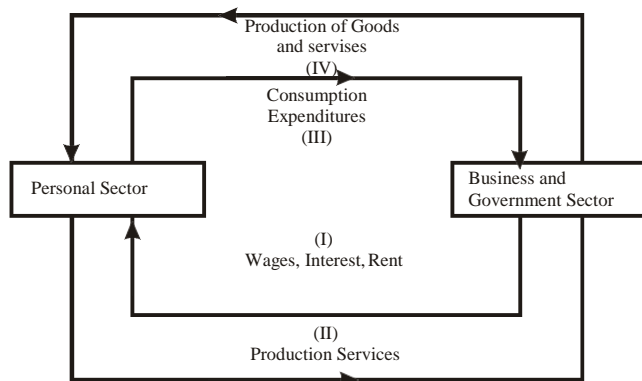 Production of Goods
and servises
(IV)
Consumption
Expenditures
(III)
Personal Sector
Business and
Government Sector
(I)
Wages, Interest, Rent
(II)
Production Services